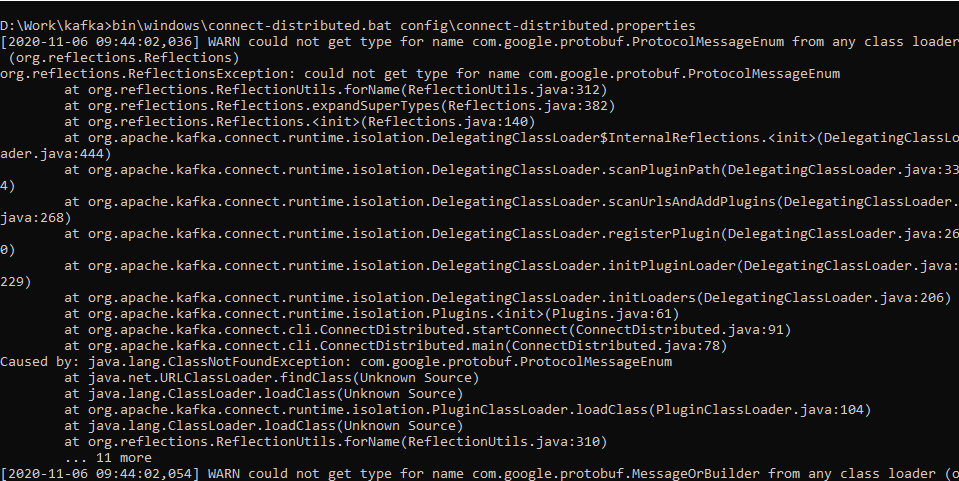 D:\Work\kafka>bin\windows\connect-distributed.bat config\connect-distributed.properties
[2020-11-06 09:44:02,036] WARN could not get type for name com.google.protobuf.ProtocolMessageEnum from any class loader
 (org.reflections.Reflections)
org.reflections.ReflectionsException: could not get type for name com.google.protobuf.ProtocolMessageEnum
        at org.reflections.ReflectionUtils.forName(ReflectionUtils.java:312)
        at org.reflections.Reflections.expandSuperTypes(Reflections.java:382)
        at org.reflections.Reflections.<init>(Reflections.java:140)
        at org.apache.kafka.connect.runtime.isolation.DelegatingClassLoader$InternalReflections.<init>(DelegatingClassLo
ader.java:444)
        at org.apache.kafka.connect.runtime.isolation.DelegatingClassLoader.scanPluginPath(DelegatingClassLoader.java:33
4)
        at org.apache.kafka.connect.runtime.isolation.DelegatingClassLoader.scanUrlsAndAddPlugins(DelegatingClassLoader.
java:268)
        at org.apache.kafka.connect.runtime.isolation.DelegatingClassLoader.registerPlugin(DelegatingClassLoader.java:26
0)
        at org.apache.kafka.connect.runtime.isolation.DelegatingClassLoader.initPluginLoader(DelegatingClassLoader.java:
229)
        at org.apache.kafka.connect.runtime.isolation.DelegatingClassLoader.initLoaders(DelegatingClassLoader.java:206)
        at org.apache.kafka.connect.runtime.isolation.Plugins.<init>(Plugins.java:61)
        at org.apache.kafka.connect.cli.ConnectDistributed.startConnect(ConnectDistributed.java:91)
        at org.apache.kafka.connect.cli.ConnectDistributed.main(ConnectDistributed.java:78)
Caused by: java.lang.ClassNotFoundException: com.google.protobuf.ProtocolMessageEnum
        at java.net.URLClassLoader.findClass(Unknown Source)
        at java.lang.ClassLoader.loadClass(Unknown Source)
        at org.apache.kafka.connect.runtime.isolation.PluginClassLoader.loadClass(PluginClassLoader.java:104)
        at java.lang.ClassLoader.loadClass(Unknown Source)
        at org.reflections.ReflectionUtils.forName(ReflectionUtils.java:310)
        ... 11 more
[2020-11-06 09:44:02,054] WARN could not get type for name com.google.protobuf.MessageOrBuilder from any class loader (o